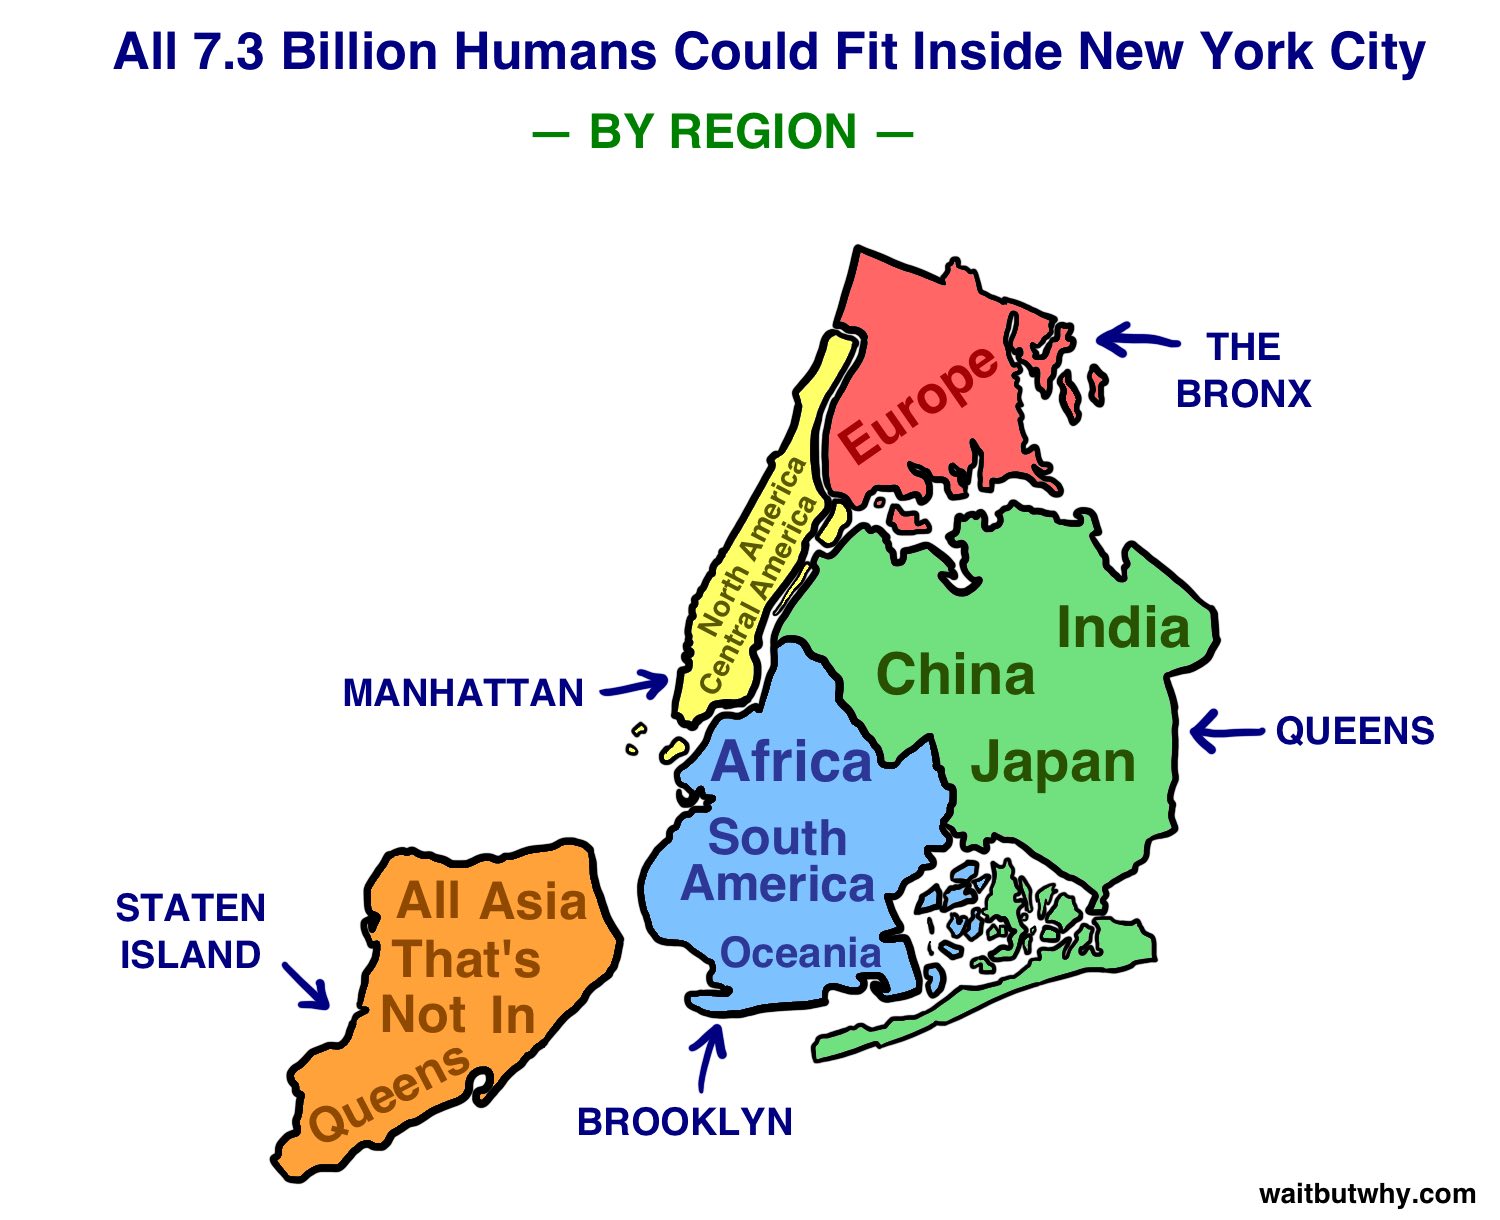 All 7.3 Billion Humans Could Fit Inside New York City
— BY REGION —
THE
BRONX
Europe
North America
Central America
India
China
Japan
MANHATTAN
QUEENS
Africa
South
America
Oceania
STATEN
ISLAND
All Asia
That's
Not In
Queens
BROOKLYN
waitbutwhy.com